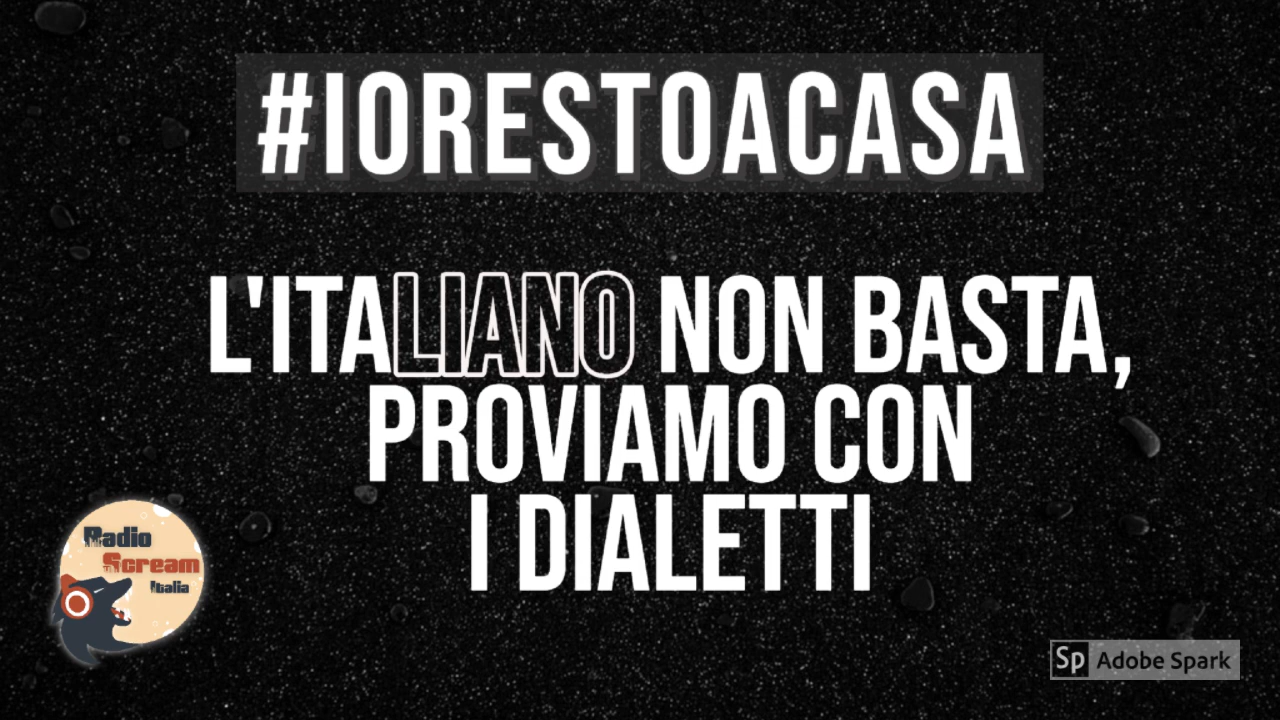 #IORESTOACASA
L'ITALIANO NON BASTA,
PROVIAMO CON
I DIALETTI
Radio
Scream
Italia
Sp Adobe Spark